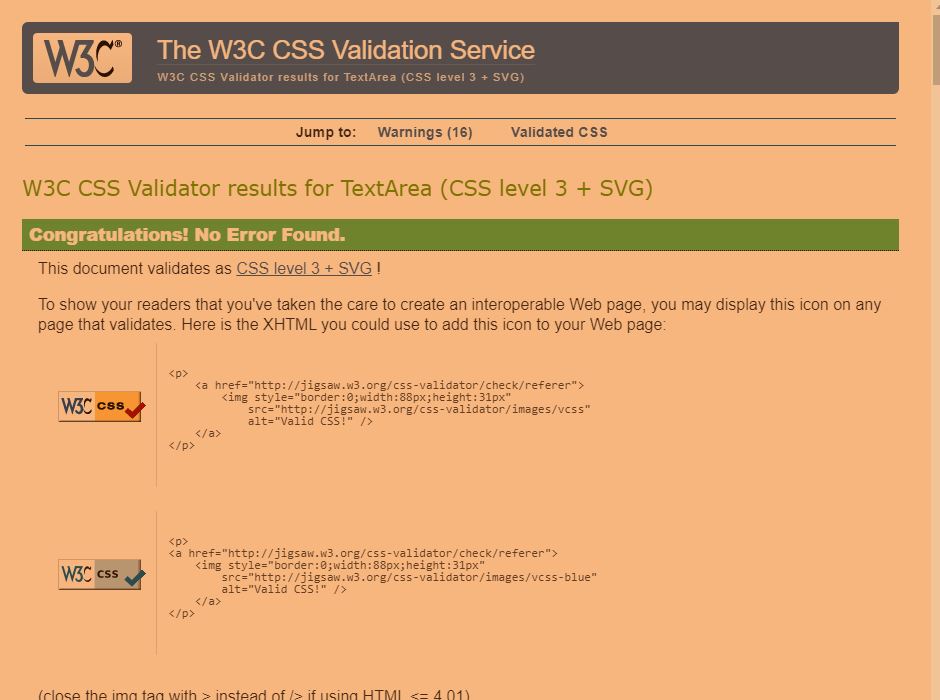 W3C®
The W3C CSS Validation Service
W3C CSS Validator results for TextArea (CSS level 3 + SVG)
Jump to: Warnings (16) Validated CSS
W3C CSS Validator results for TextArea (CSS level 3 + SVG)
Congratulations! No Error Found.
This document validates as CSS level 3 + SVG !
To show your readers that you've taken the care to create an interoperable Web page, you may display this icon on any
page that validates. Here is the XHTML you could use to add this icon to your Web page:
W3C css
<p>
    <a href="http://jigsaw.w3.org/css-validator/check/referer">
        <img style="border:0;width:88px;height:31px"
            src="http://jigsaw.w3.org/css-validator/images/vcss"
            alt="Valid CSS!" />
    </a>
</p>
W3C css
<p>
<a href="http://jigsaw.w3.org/css-validator/check/referer">
    <img style="border:0;width:88px;height:31px"
        src="http://jigsaw.w3.org/css-validator/images/vcss-blue"
        alt="Valid CSS!" />
    </a>
</p>
(close the img tag with > instead of /> if using HTML <= 4.01)